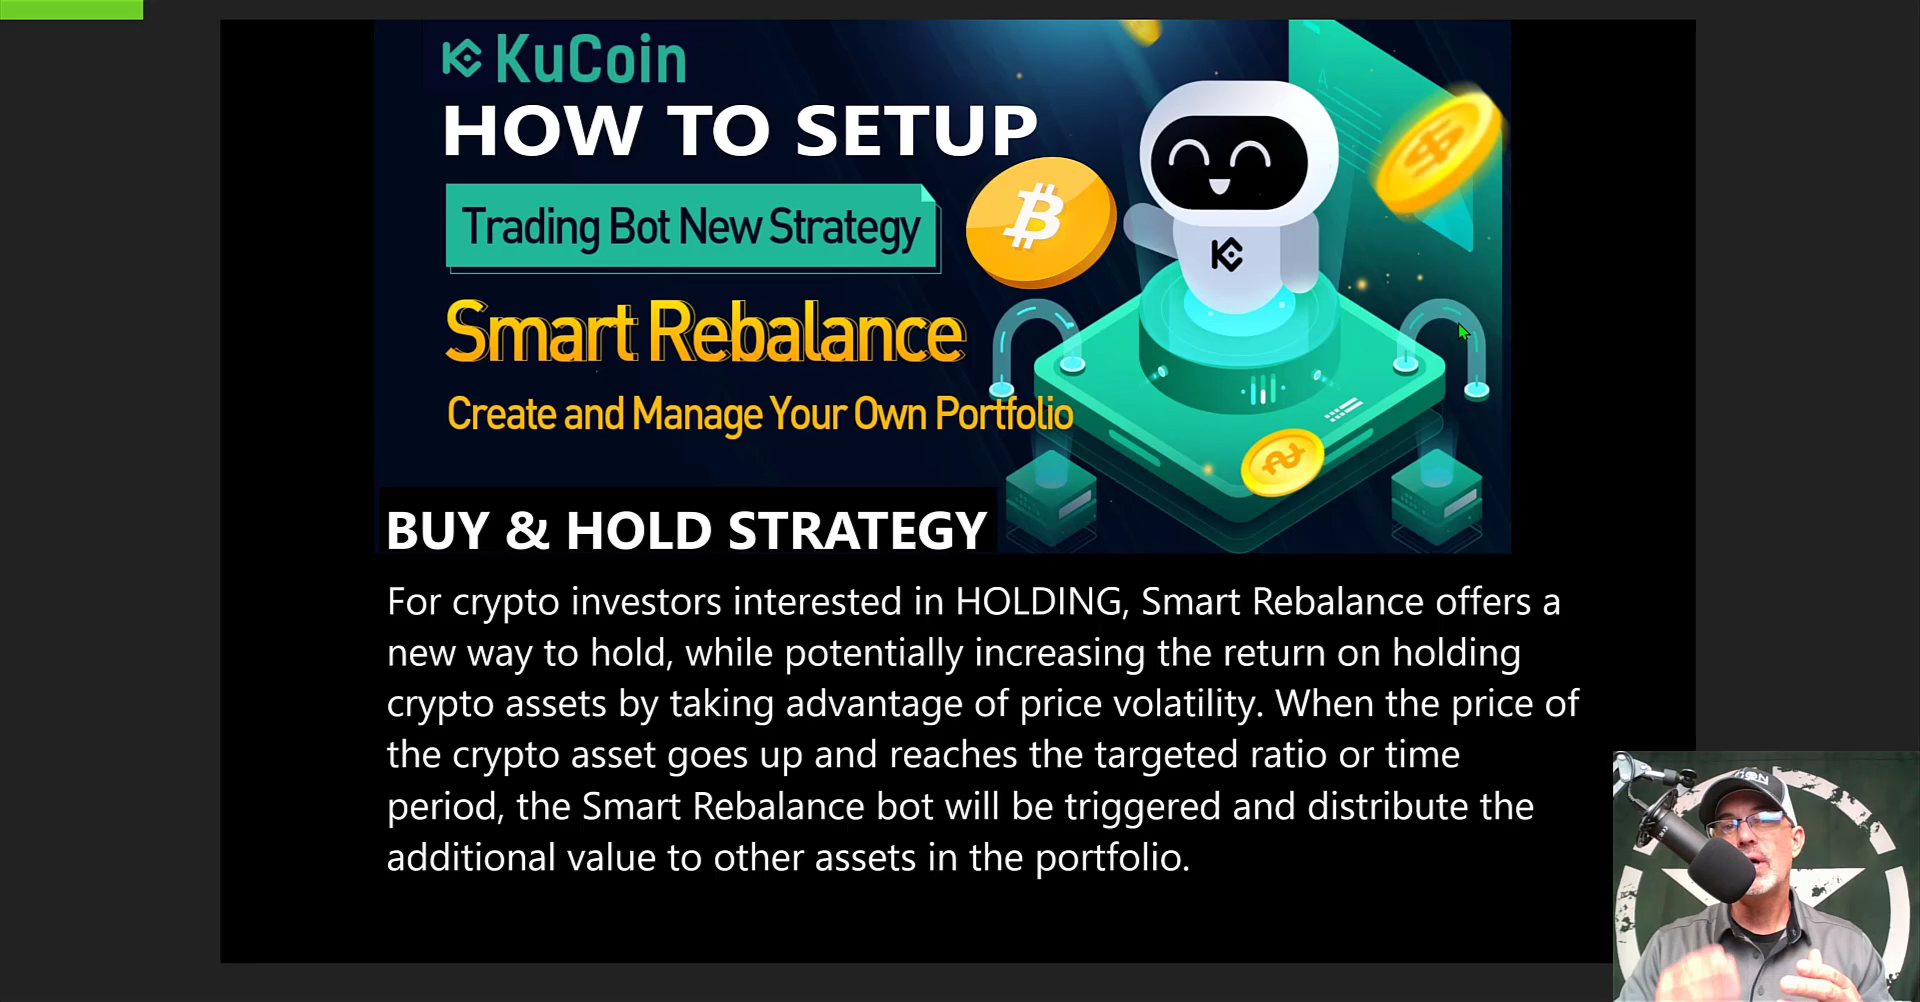 KuCoin
HOW TO SETUP
Trading Bot New Strategy
Smart Rebalance
Create and Manage Your Own Portfolio
BUY & HOLD STRATEGY
For crypto investors interested in HOLDING, Smart Rebalance offers a
new way to hold, while potentially increasing the return on holding
crypto assets by taking advantage of price volatility. When the price of
the crypto asset goes up and reaches the targeted ratio or time
period, the Smart Rebalance bot will be triggered and distribute the
additional value to other assets in the portfolio.